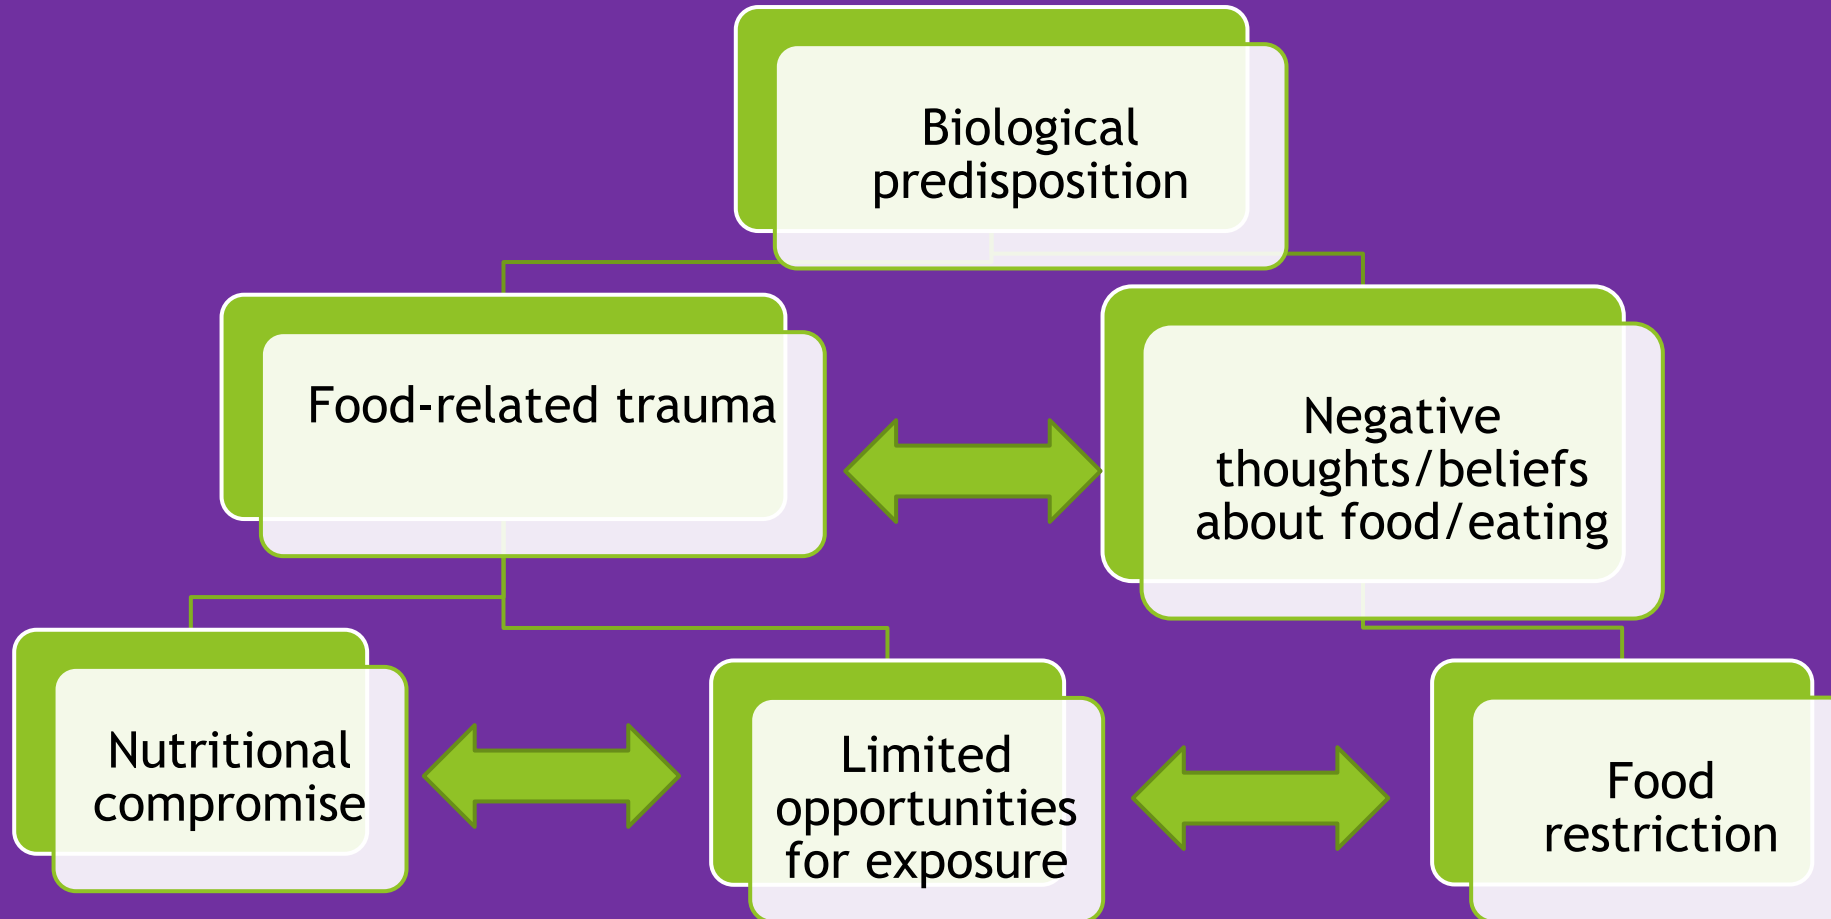 Biological
predisposition
Food-related trauma
Negative
thoughts/beliefs
about food/eating
Nutritional
compromise
Limited
opportunities
for exposure
Food
restriction